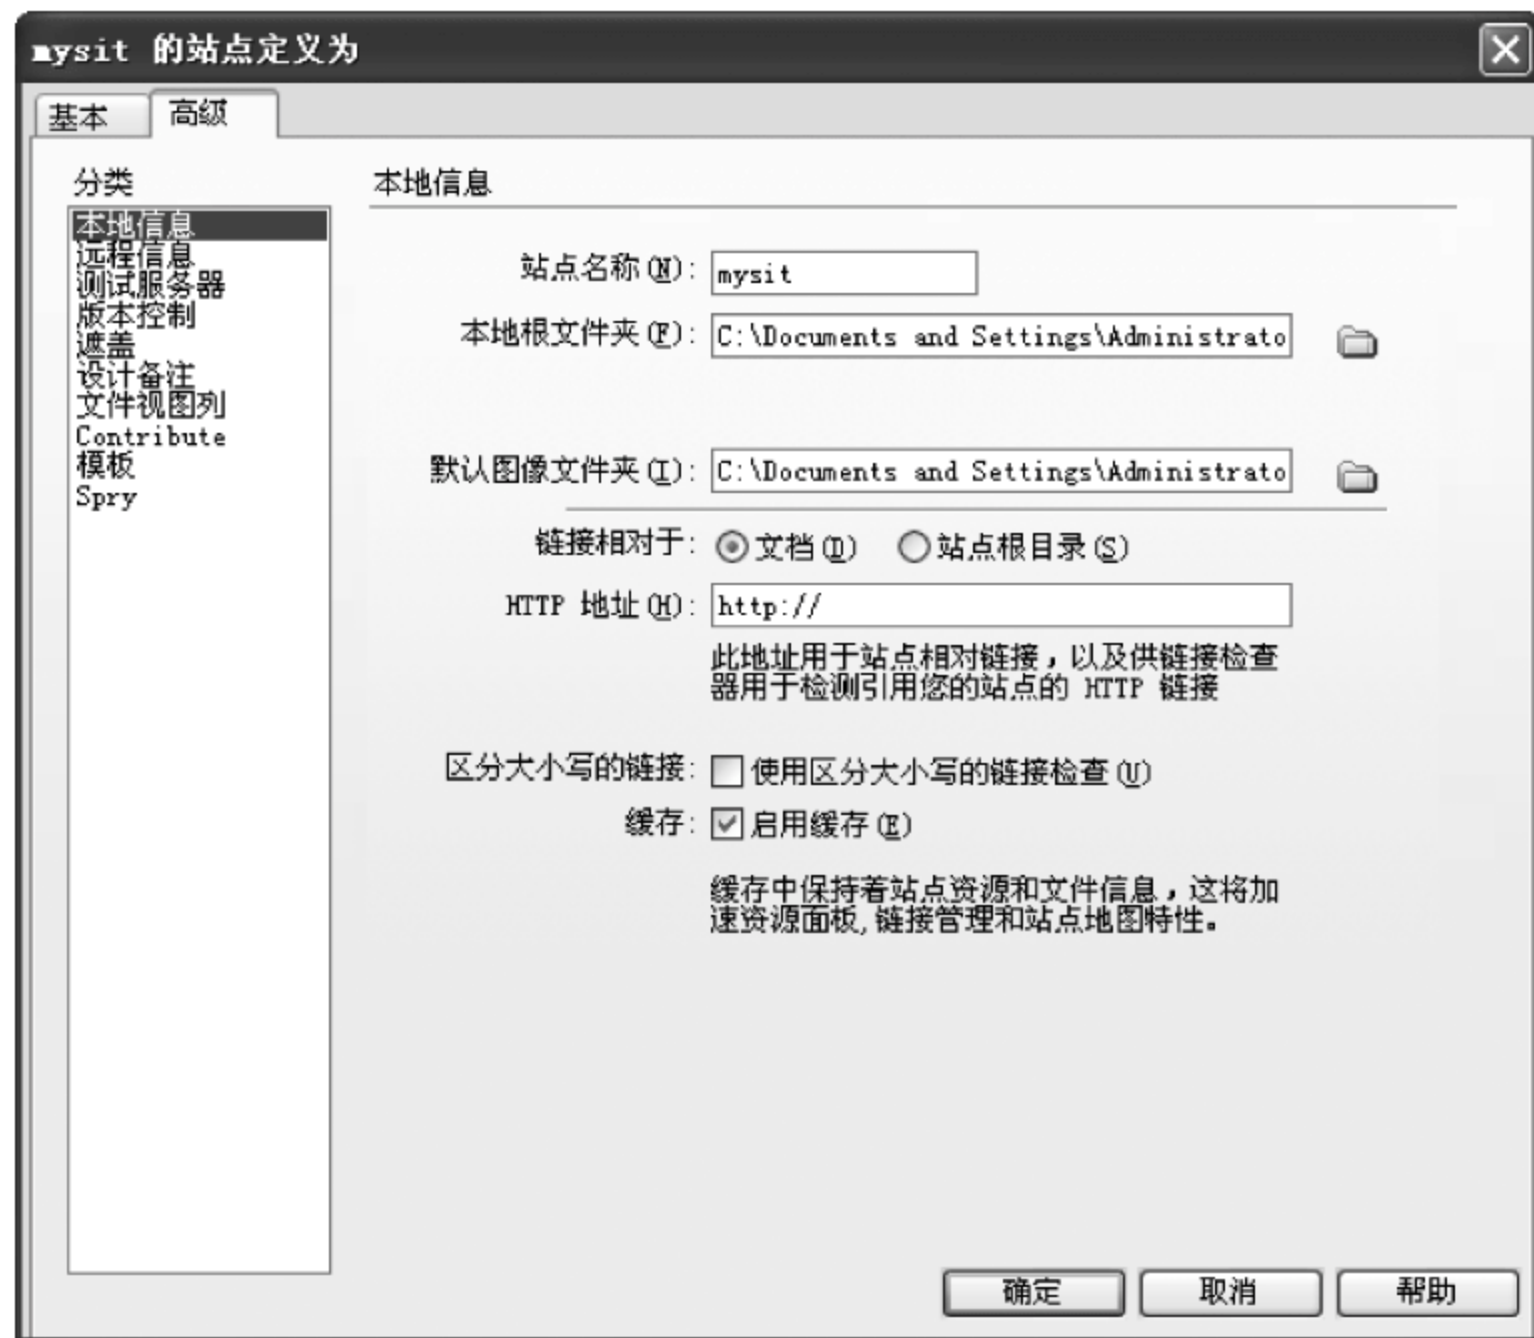 mysit 的站点定义为
基本 高级
分类
本地信息
远程信息
测试服务器
版本控制
遮盖
设计备注
文件视图列
Contribute
模板
Spry
本地信息
站点名称(N): mysit
本地根文件夹(F): C:\Documents and Settings\Administrato
默认图像文件夹(I): C:\Documents and Settings\Administrato
链接相对于: 文档(D) 站点根目录(S)
HTTP 地址(H): http://
此地址用于站点相对链接，以及供链接检查
器用于检测引用您的站点的 HTTP 链接
区分大小写的链接: 使用区分大小写的链接检查(U)
缓存: 启用缓存(E)
缓存中保持着站点资源和文件信息，这将加
速资源面板,链接管理和站点地图特性。
确定 取消 帮助